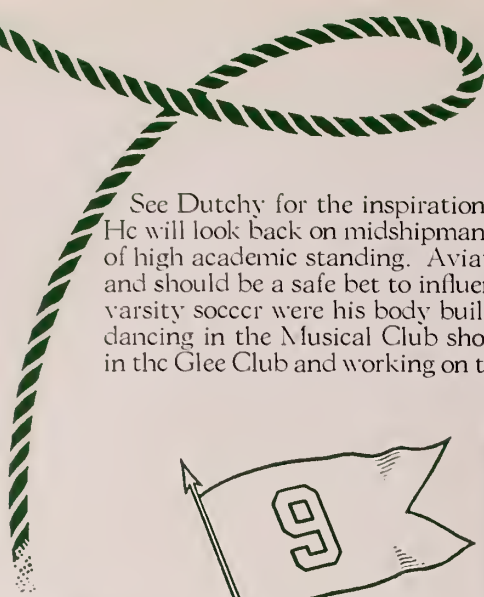 See Dutchy for the inspiration
He will look back on midshipman
of high academic standing. Avia
and should be a safe bet to influe
varsity soccer were his body buil
dancing in the Musical Club sho
in the Glee Club and working on t
9